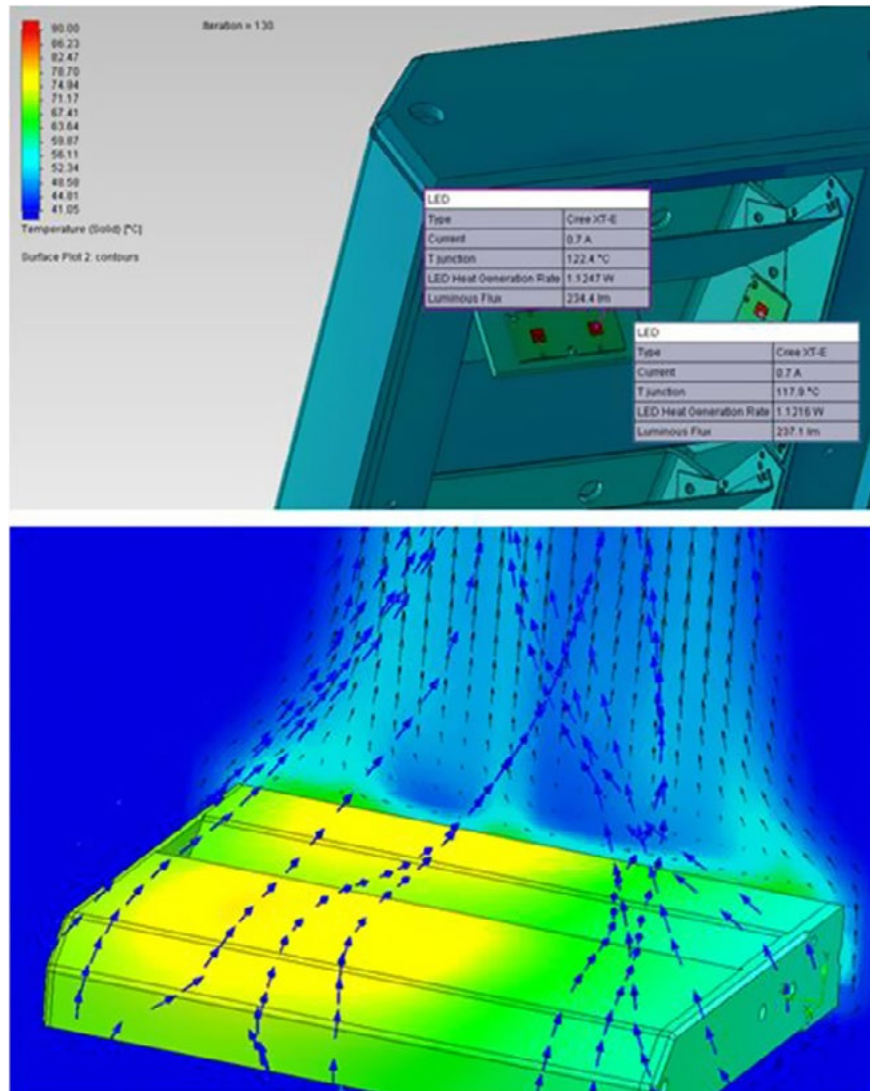 90.00
86.23
82.47
78.70
74.94
71.17
67.41
63.64
59.87
56.11
52.34
48.58
44.81
41.05
Temperature (Solid) [°C]
Surface Plot 2: contours
Iteration = 130
LED
Type Cree XT-E
Current 0.7 A
T junction 122.4 °C
LED Heat Generation Rate 1.1247 W
Luminous Flux 234.4 lm
LED
Type Cree XT-E
Current 0.7 A
T junction 117.9 °C
LED Heat Generation Rate 1.1216 W
Luminous Flux 237.1 lm